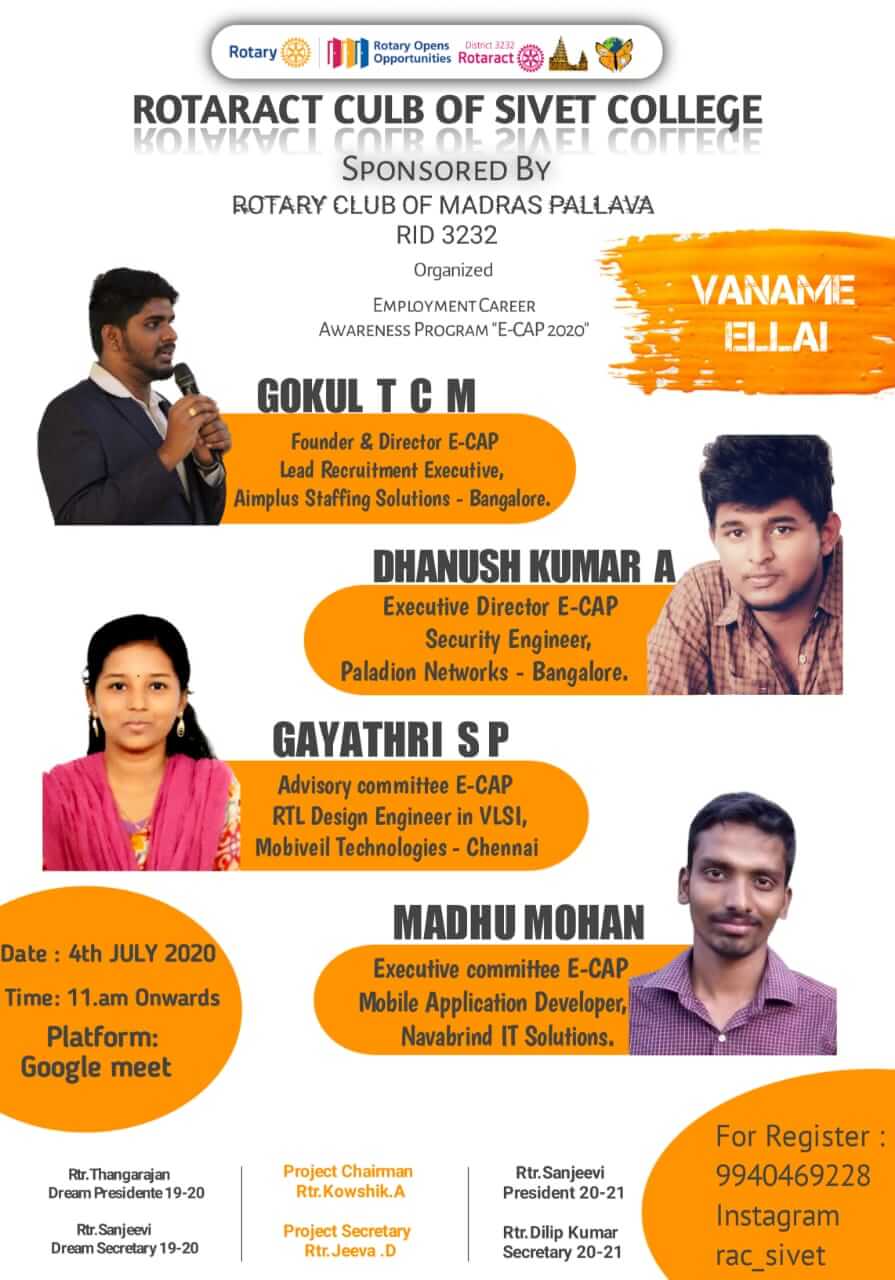 Rotary
Rotary Opens
Opportunities
District 3232
Rotaract
ROTARACT CULB OF SIVET COLLEGE
SPONSORED BY
ROTARY CLUB OF MADRAS PALLAVA
RID 3232
Organized
EMPLOYMENT CAREER
AWARENESS PROGRAM "E-CAP 2020"
VANAME
ELLAI
GOKUL T C M
Founder & Director E-CAP
Lead Recruitment Executive,
Aimplus Staffing Solutions - Bangalore.
DHANUSH KUMAR A
Executive Director E-CAP
Security Engineer,
Paladion Networks - Bangalore.
GAYATHRI S P
Advisory committee E-CAP
RTL Design Engineer in VLSI,
Mobiveil Technologies - Chennai
MADHU MOHAN
Executive committee E-CAP
Mobile Application Developer,
Navabrind IT Solutions.
Date : 4th JULY 2020
Time: 11.am Onwards
Platform:
Google meet
Rtr.Thangarajan
Dream Presidente 19-20
Rtr.Sanjeevi
Dream Secretary 19-20
Project Chairman
Rtr.Kowshik.A
Project Secretary
Rtr.Jeeva .D
Rtr.Sanjeevi
President 20-21
Rtr.Dilip Kumar
Secretary 20-21
For Register :
9940469228
Instagram
rac_sivet